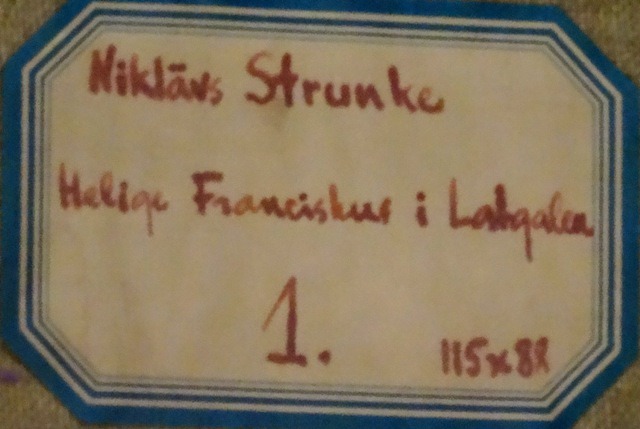 Niklāvs Strunke
Helige Franciskus i Latgalen
1.
115x88